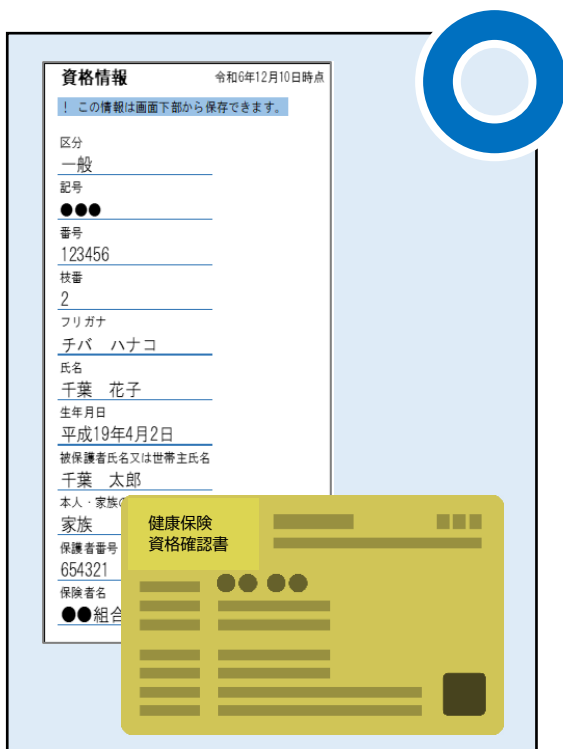 資格情報 令和6年12月10日時点
! この情報は画面下部から保存できます。
区分
一般
記号
●●●
番号
123456
枝番
2
フリガナ
チバ ハナコ
氏名
千葉 花子
生年月日
平成19年4月2日
被保護者氏名又は世帯主氏名
千葉 太郎
本人・家族の
家族
保護者番号
654321
保険者名
●●組合
健康保険
資格確認書
●● ●●